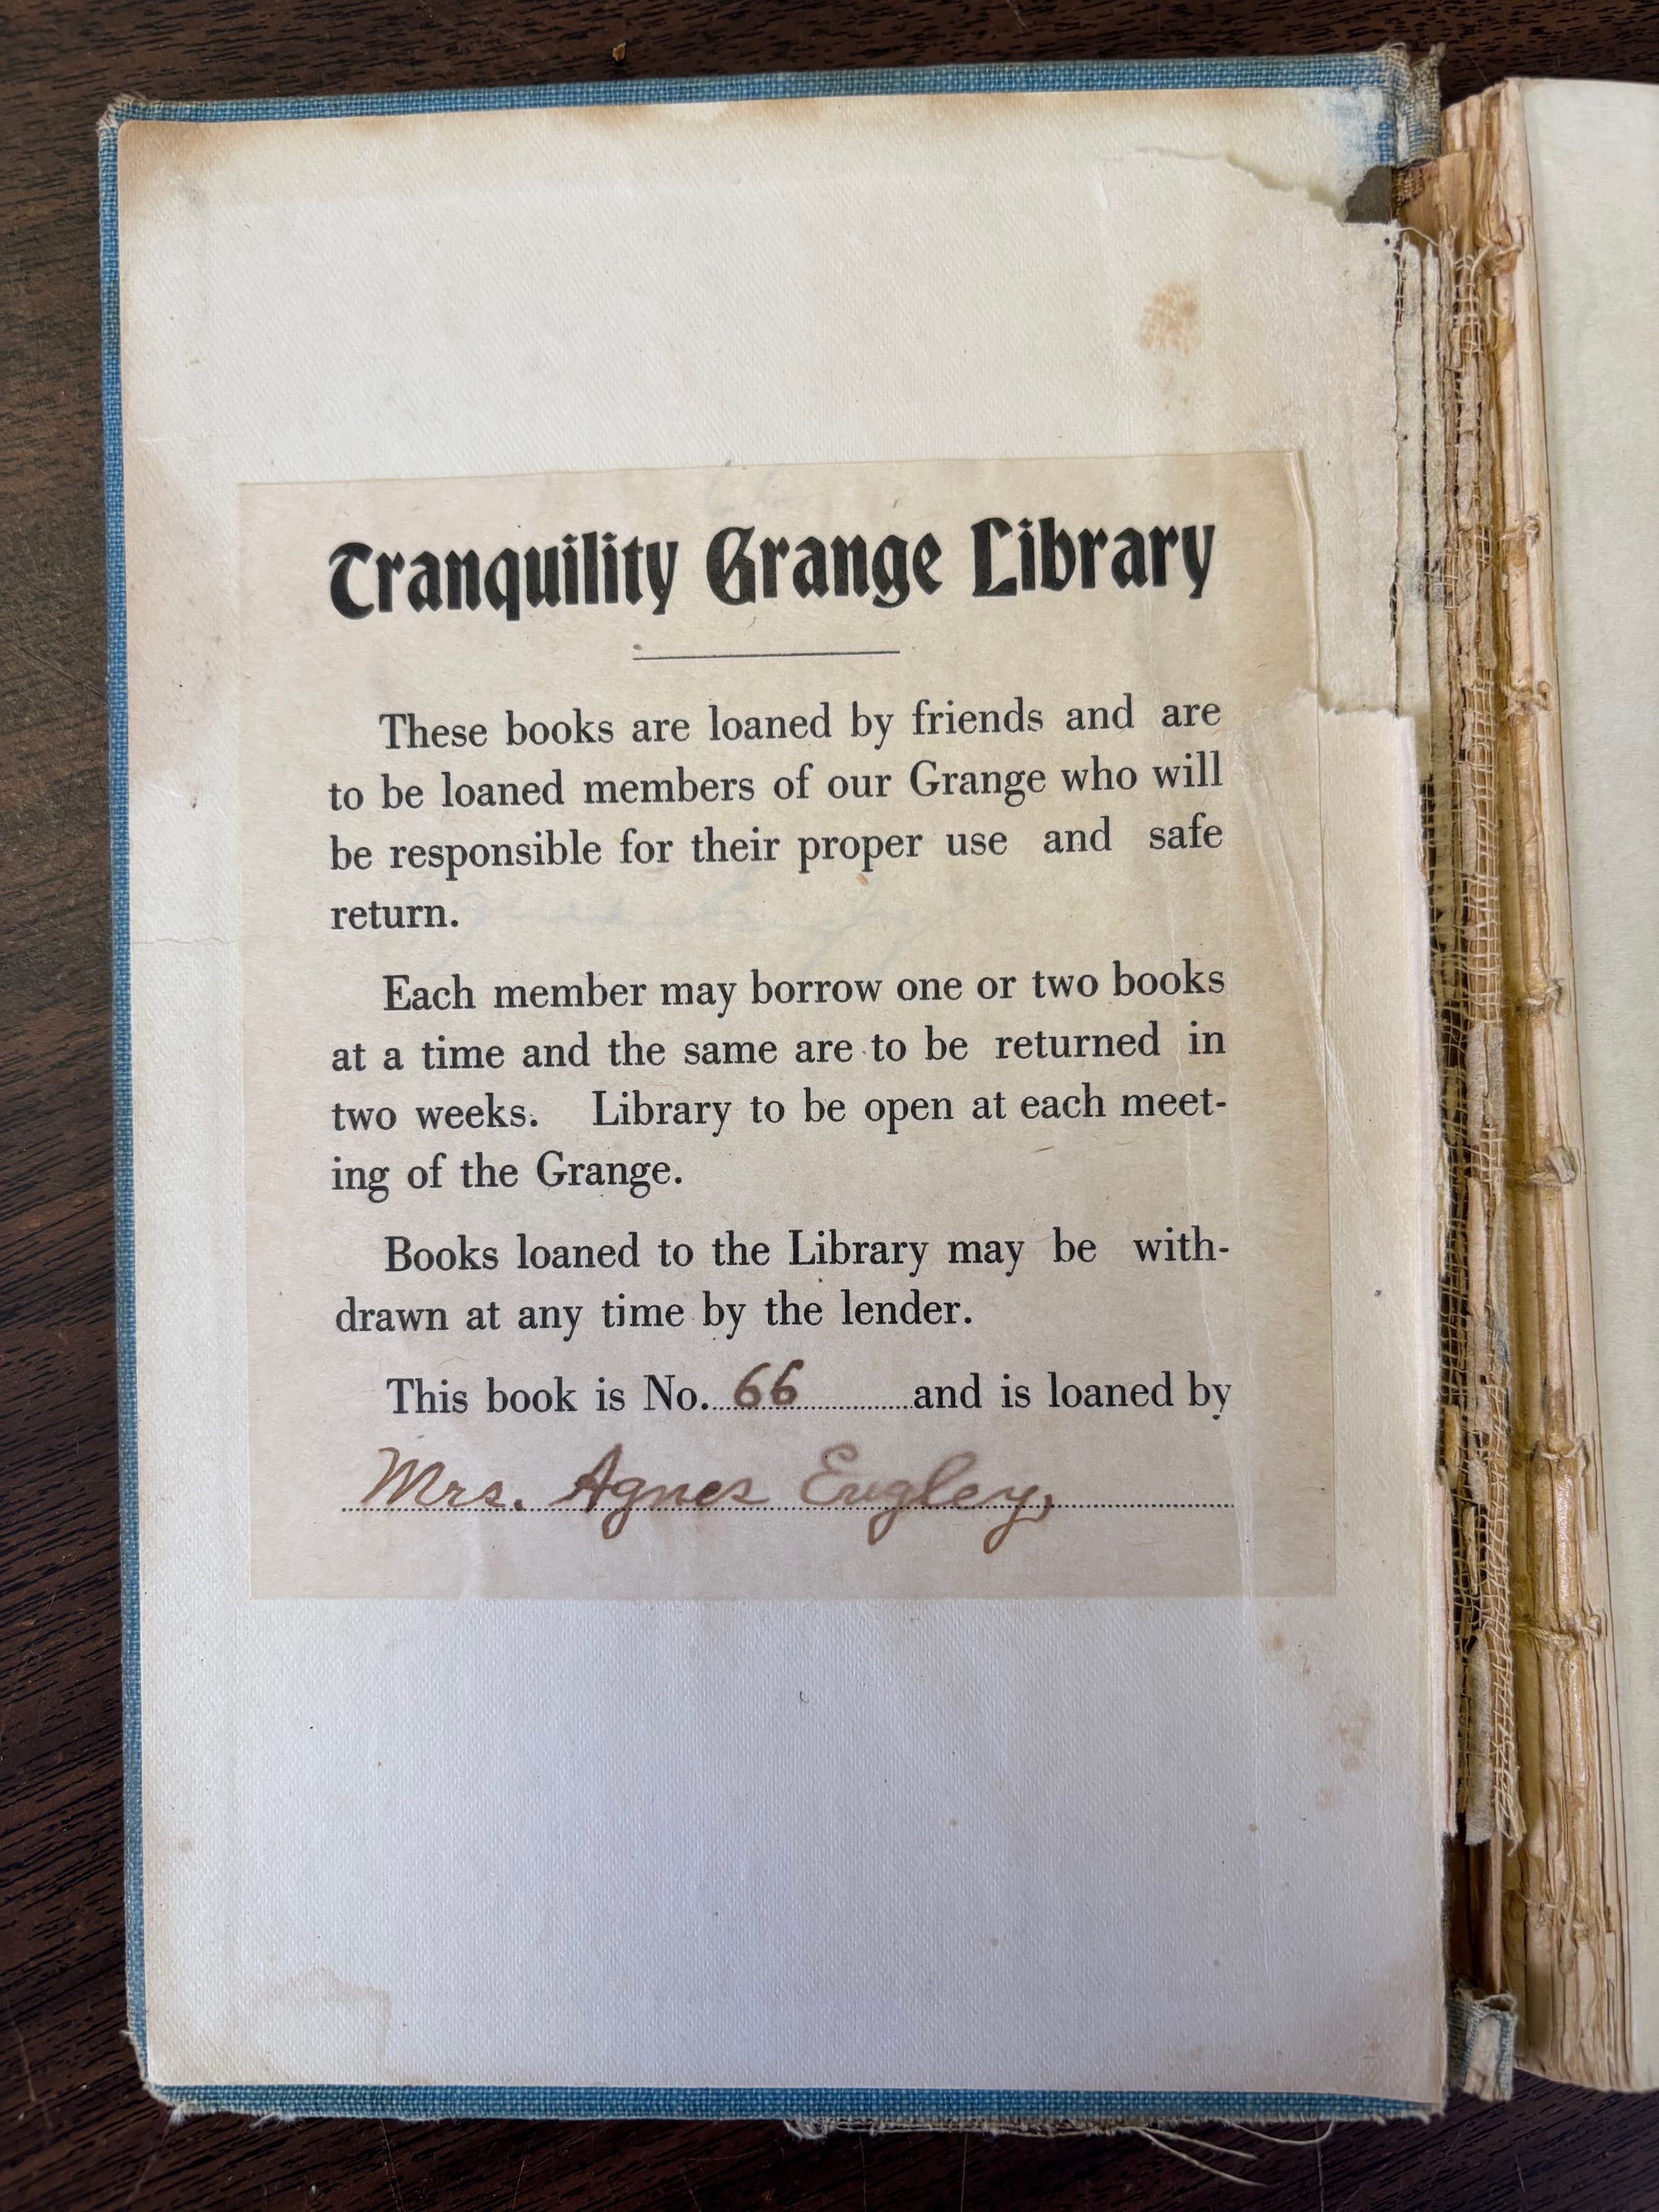 Tranquility Grange Library
These books are loaned by friends and are
to be loaned members of our Grange who will
be responsible for their proper use and safe
return.
Each member may borrow one or two books
at a time and the same are to be returned in
two weeks. Library to be open at each meet-
ing of the Grange.
Books loaned to the Library may be with-
drawn at any time by the lender.
This book is No. 66 and is loaned by
Mrs. Agnes Eugley,